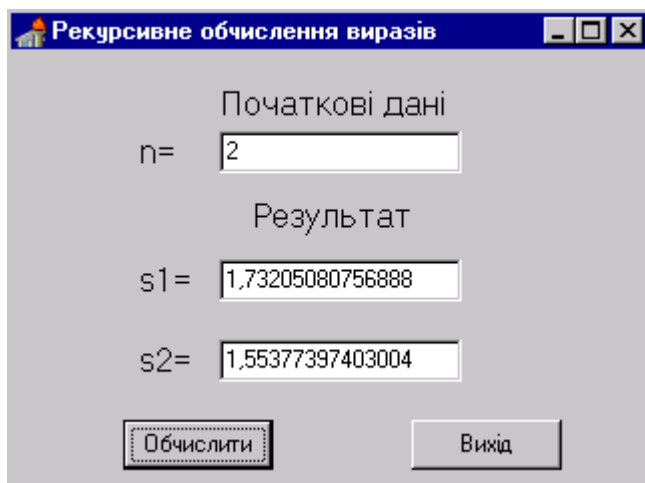 Рекурсивне обчислення виразів
Початкові дані
n= 2
Результат
s1= 1,73205080756888
s2= 1,55377397403004
Обчислити Вихід